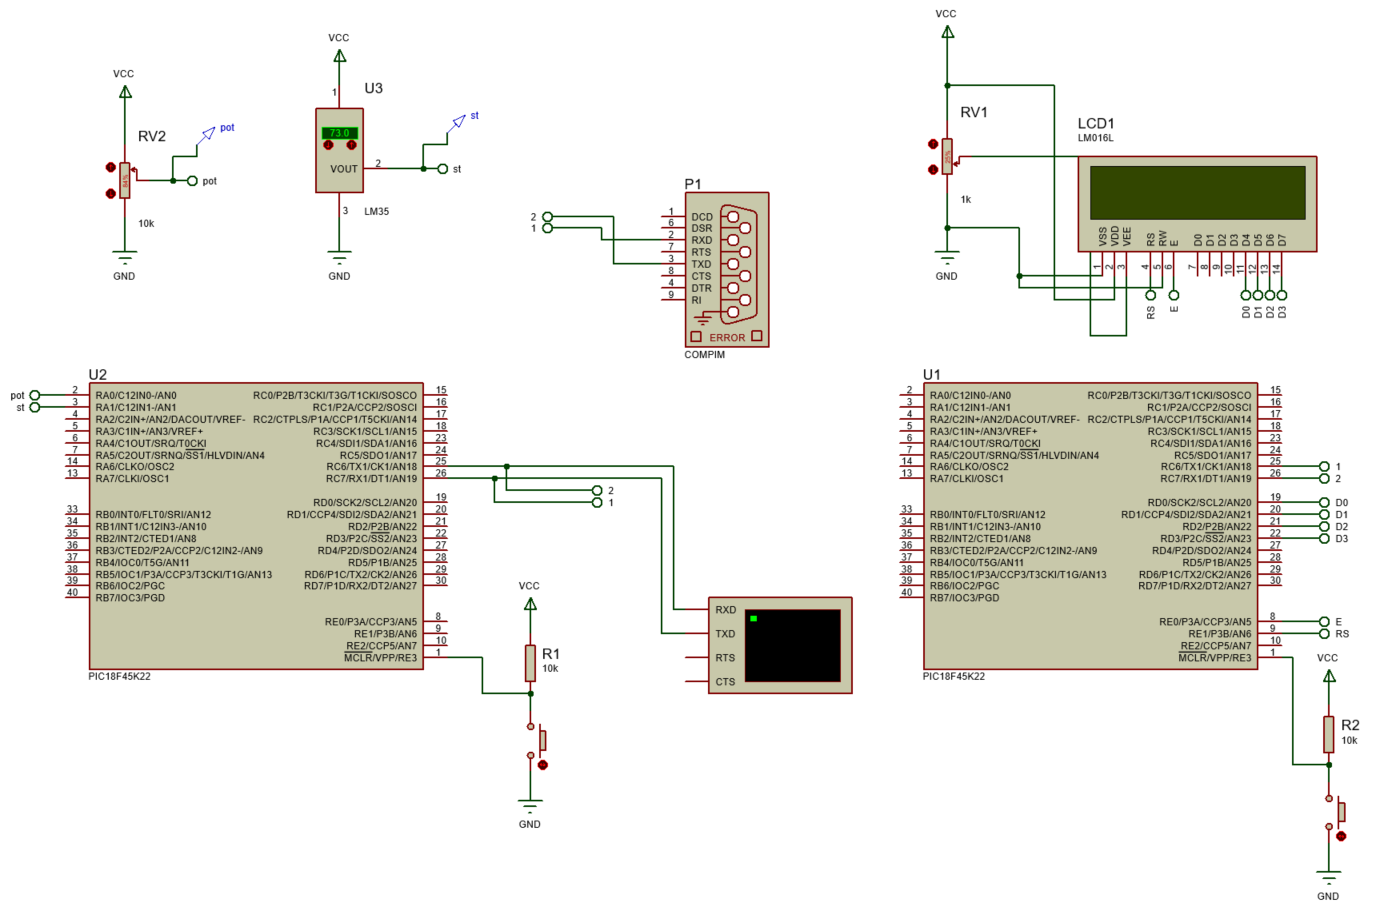 VCC
RV2
pot
pot
84%
10k
GND
VCC
U3
1
73.0
VOUT
2
st
st
3
LM35
GND
2
1
P1
1
6
2
7
3
8
4
9
DCD
DSR
RXD
RTS
TXD
CTS
DTR
RI
ERROR
COMPIM
VCC
RV1
1k
GND
LCD1
LM016L
VSS
VDD
VEE
RS
RW
E
D0
D1
D2
D3
D4
D5
D6
D7
1
2
3
4
5
6
7
8
9
10
11
12
13
14
RS
E
D0
D1
D2
D3
U2
pot
st
2 RA0/C12IN0-/AN0
3 RA1/C12IN1-/AN1
4 RA2/C2IN+/AN2/DACOUT/VREF-
5 RA3/C1IN+/AN3/VREF+
6 RA4/C1OUT/SRQ/T0CKI
7 RA5/C2OUT/SRNQ/SS1/HLVDIN/AN4
14 RA6/CLKO/OSC2
13 RA7/CLKI/OSC1
33 RB0/INT0/FLT0/SRI/AN12
34 RB1/INT1/C12IN3-/AN10
35 RB2/INT2/CTED1/AN8
36 RB3/CTED2/P2A/CCP2/C12IN2-/AN9
37 RB4/IOC0/T5G/AN11
38 RB5/IOC1/P3A/CCP3/T3CKI/T1G/AN13
39 RB6/IOC2/PGC
40 RB7/IOC3/PGD
RC0/P2B/T3CKI/T3G/T1CKI/SOSCO 15
RC1/P2A/CCP2/SOSCI 16
RC2/CTPLS/P1A/CCP1/T5CKI/AN14 17
RC3/SCK1/SCL1/AN15 18
RC4/SDI1/SDA1/AN16 23
RC5/SDO1/AN17 24
RC6/TX1/CK1/AN18 25
RC7/RX1/DT1/AN19 26
RD0/SCK2/SCL2/AN20 19
RD1/CCP4/SDI2/SDA2/AN21 20
RD2/P2B/AN22 21
RD3/P2C/SS2/AN23 22
RD4/P2D/SDO2/AN24 27
RD5/P1B/AN25 28
RD6/P1C/TX2/CK2/AN26 29
RD7/P1D/RX2/DT2/AN27 30
RE0/P3A/CCP3/AN5 8
RE1/P3B/AN6 9
RE2/CCP5/AN7 10
MCLR/VPP/RE3 1
PIC18F45K22
2
1
VCC
R1
10k
GND
RXD
TXD
RTS
CTS
U1
2 RA0/C12IN0-/AN0
3 RA1/C12IN1-/AN1
4 RA2/C2IN+/AN2/DACOUT/VREF-
5 RA3/C1IN+/AN3/VREF+
6 RA4/C1OUT/SRQ/T0CKI
7 RA5/C2OUT/SRNQ/SS1/HLVDIN/AN4
14 RA6/CLKO/OSC2
13 RA7/CLKI/OSC1
33 RB0/INT0/FLT0/SRI/AN12
34 RB1/INT1/C12IN3-/AN10
35 RB2/INT2/CTED1/AN8
36 RB3/CTED2/P2A/CCP2/C12IN2-/AN9
37 RB4/IOC0/T5G/AN11
38 RB5/IOC1/P3A/CCP3/T3CKI/T1G/AN13
39 RB6/IOC2/PGC
40 RB7/IOC3/PGD
RC0/P2B/T3CKI/T3G/T1CKI/SOSCO 15
RC1/P2A/CCP2/SOSCI 16
RC2/CTPLS/P1A/CCP1/T5CKI/AN14 17
RC3/SCK1/SCL1/AN15 18
RC4/SDI1/SDA1/AN16 23
RC5/SDO1/AN17 24
RC6/TX1/CK1/AN18 25 1
RC7/RX1/DT1/AN19 26 2
RD0/SCK2/SCL2/AN20 19 D0
RD1/CCP4/SDI2/SDA2/AN21 20 D1
RD2/P2B/AN22 21 D2
RD3/P2C/SS2/AN23 22 D3
RD4/P2D/SDO2/AN24 27
RD5/P1B/AN25 28
RD6/P1C/TX2/CK2/AN26 29
RD7/P1D/RX2/DT2/AN27 30
RE0/P3A/CCP3/AN5 8 E
RE1/P3B/AN6 9 RS
RE2/CCP5/AN7 10
MCLR/VPP/RE3 1
PIC18F45K22
VCC
R2
10k
GND